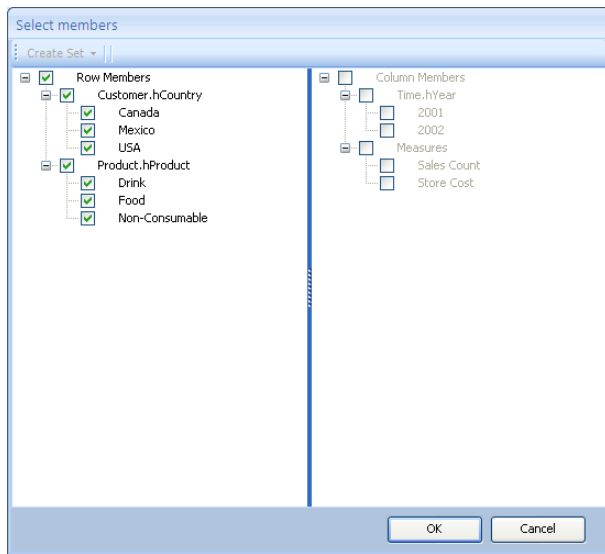 Select members
Create Set
Row Members
Customer.hCountry
Canada
Mexico
USA
Product.hProduct
Drink
Food
Non-Consumable
Column Members
Time.hYear
2001
2002
Measures
Sales Count
Store Cost
OK
Cancel